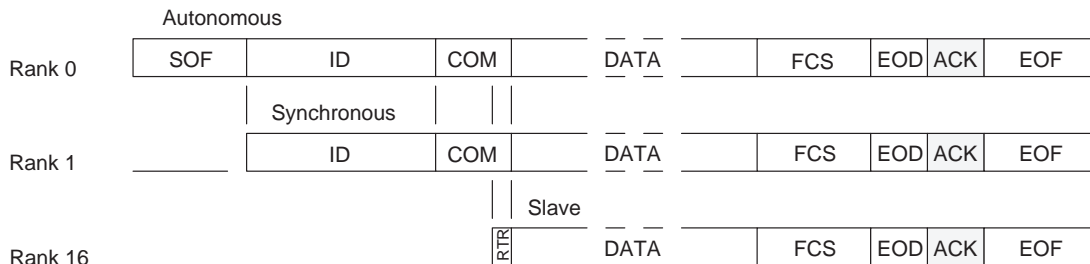 Autonomous
Rank 0 SOF ID COM DATA FCS EOD ACK EOF
Synchronous
Rank 1 ID COM DATA FCS EOD ACK EOF
Slave
Rank 16 RTR DATA FCS EOD ACK EOF